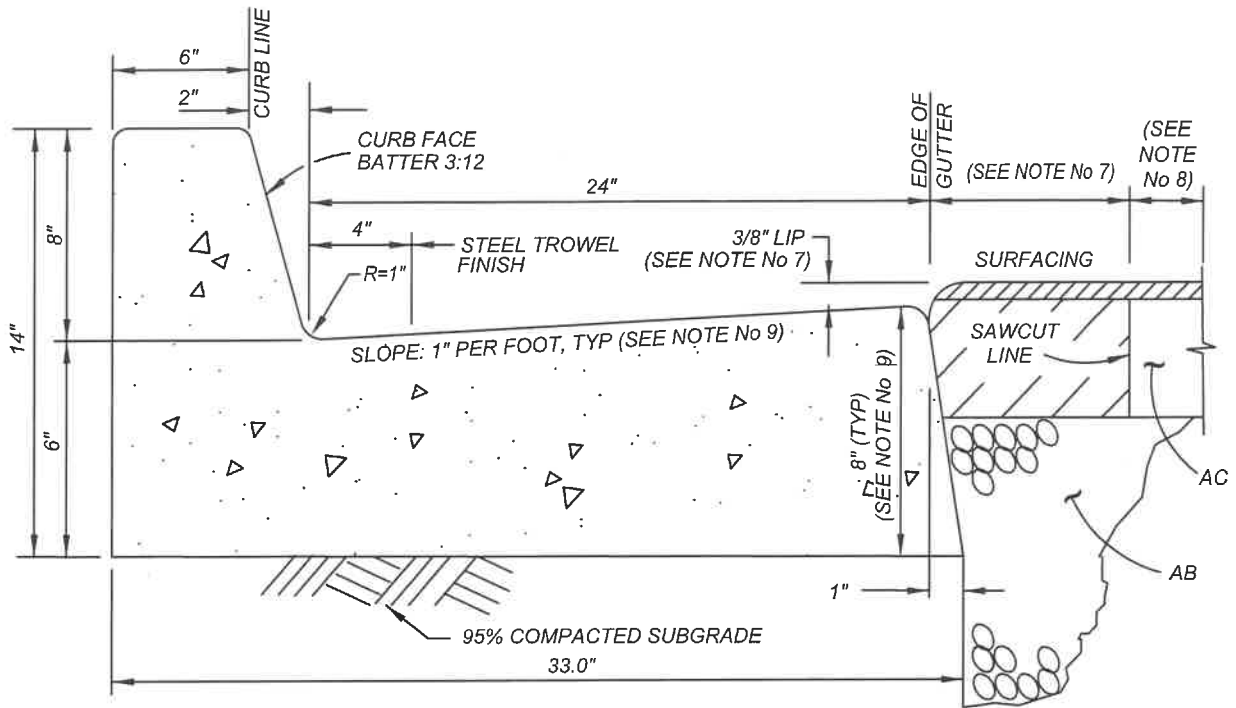 6"
CURB LINE
2"
CURB FACE
BATTER 3:12
EDGE OF
GUTTER
(SEE
NOTE
No 8)
(SEE NOTE No 7)
24"
4"
STEEL TROWEL
FINISH
3/8" LIP
(SEE NOTE No 7)
SURFACING
R=1"
8"
14"
SLOPE: 1" PER FOOT, TYP (SEE NOTE No 9)
SAWCUT
LINE
6"
8" (TYP)
(SEE NOTE No 9)
AC
AB
1"
95% COMPACTED SUBGRADE
33.0"